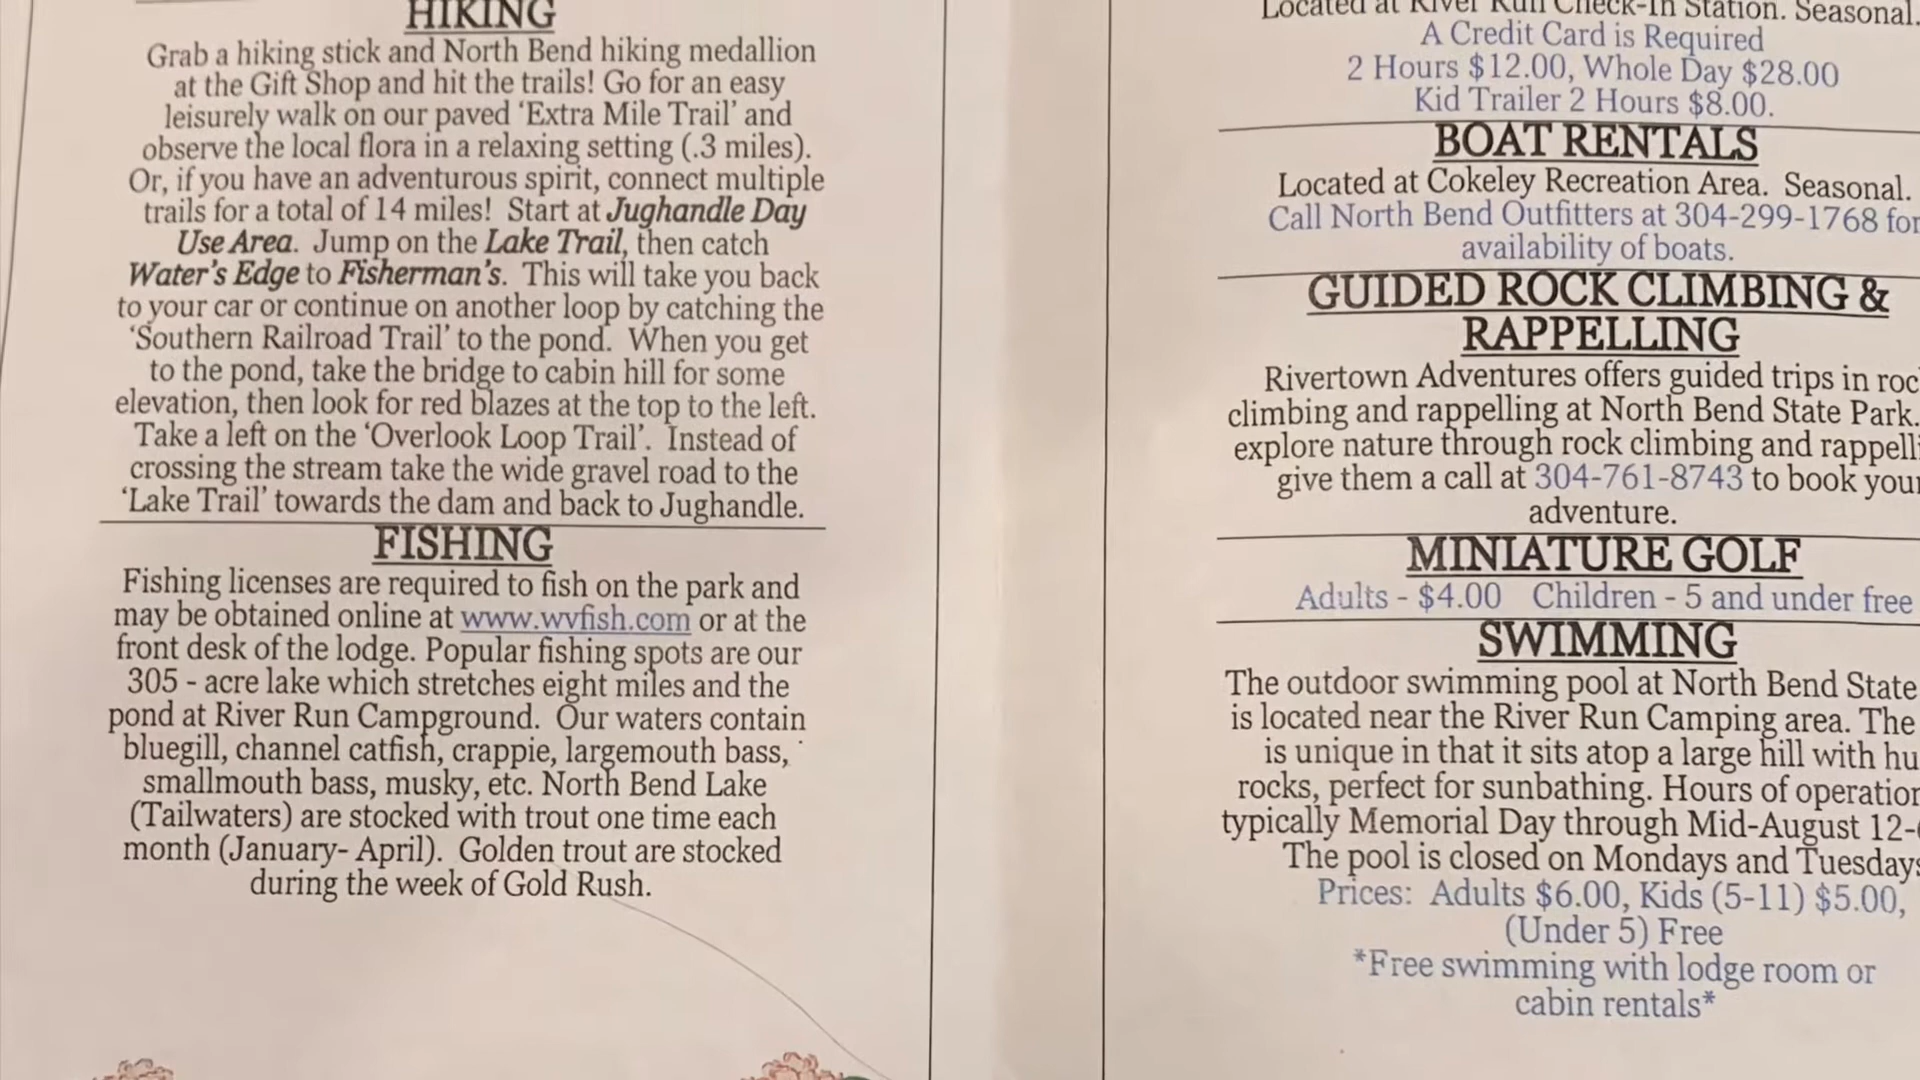 HIKING
Grab a hiking stick and North Bend hiking medallion
at the Gift Shop and hit the trails! Go for an easy
leisurely walk on our paved ‘Extra Mile Trail’ and
observe the local flora in a relaxing setting (.3 miles).
Or, if you have an adventurous spirit, connect multiple
trails for a total of 14 miles! Start at Jughandle Day
Use Area. Jump on the Lake Trail, then catch
Water’s Edge to Fisherman’s. This will take you back
to your car or continue on another loop by catching the
‘Southern Railroad Trail’ to the pond. When you get
to the pond, take the bridge to cabin hill for some
elevation, then look for red blazes at the top to the left.
Take a left on the ‘Overlook Loop Trail’. Instead of
crossing the stream take the wide gravel road to the
‘Lake Trail’ towards the dam and back to Jughandle.
FISHING
Fishing licenses are required to fish on the park and
may be obtained online at www.wvfish.com or at the
front desk of the lodge. Popular fishing spots are our
305 - acre lake which stretches eight miles and the
pond at River Run Campground. Our waters contain
bluegill, channel catfish, crappie, largemouth bass,
smallmouth bass, musky, etc. North Bend Lake
(Tailwaters) are stocked with trout one time each
month (January- April). Golden trout are stocked
during the week of Gold Rush.
Located at River Run Check-In Station. Seasonal.
A Credit Card is Required
2 Hours $12.00, Whole Day $28.00
Kid Trailer 2 Hours $8.00.
BOAT RENTALS
Located at Cokeley Recreation Area. Seasonal.
Call North Bend Outfitters at 304-299-1768 for
availability of boats.
GUIDED ROCK CLIMBING &
RAPPELLING
Rivertown Adventures offers guided trips in roc
climbing and rappelling at North Bend State Park.
explore nature through rock climbing and rappelli
give them a call at 304-761-8743 to book your
adventure.
MINIATURE GOLF
Adults - $4.00 Children - 5 and under free
SWIMMING
The outdoor swimming pool at North Bend State
is located near the River Run Camping area. The
is unique in that it sits atop a large hill with hu
rocks, perfect for sunbathing. Hours of operation
typically Memorial Day through Mid-August 12-
The pool is closed on Mondays and Tuesdays
Prices: Adults $6.00, Kids (5-11) $5.00,
(Under 5) Free
*Free swimming with lodge room or
cabin rentals*